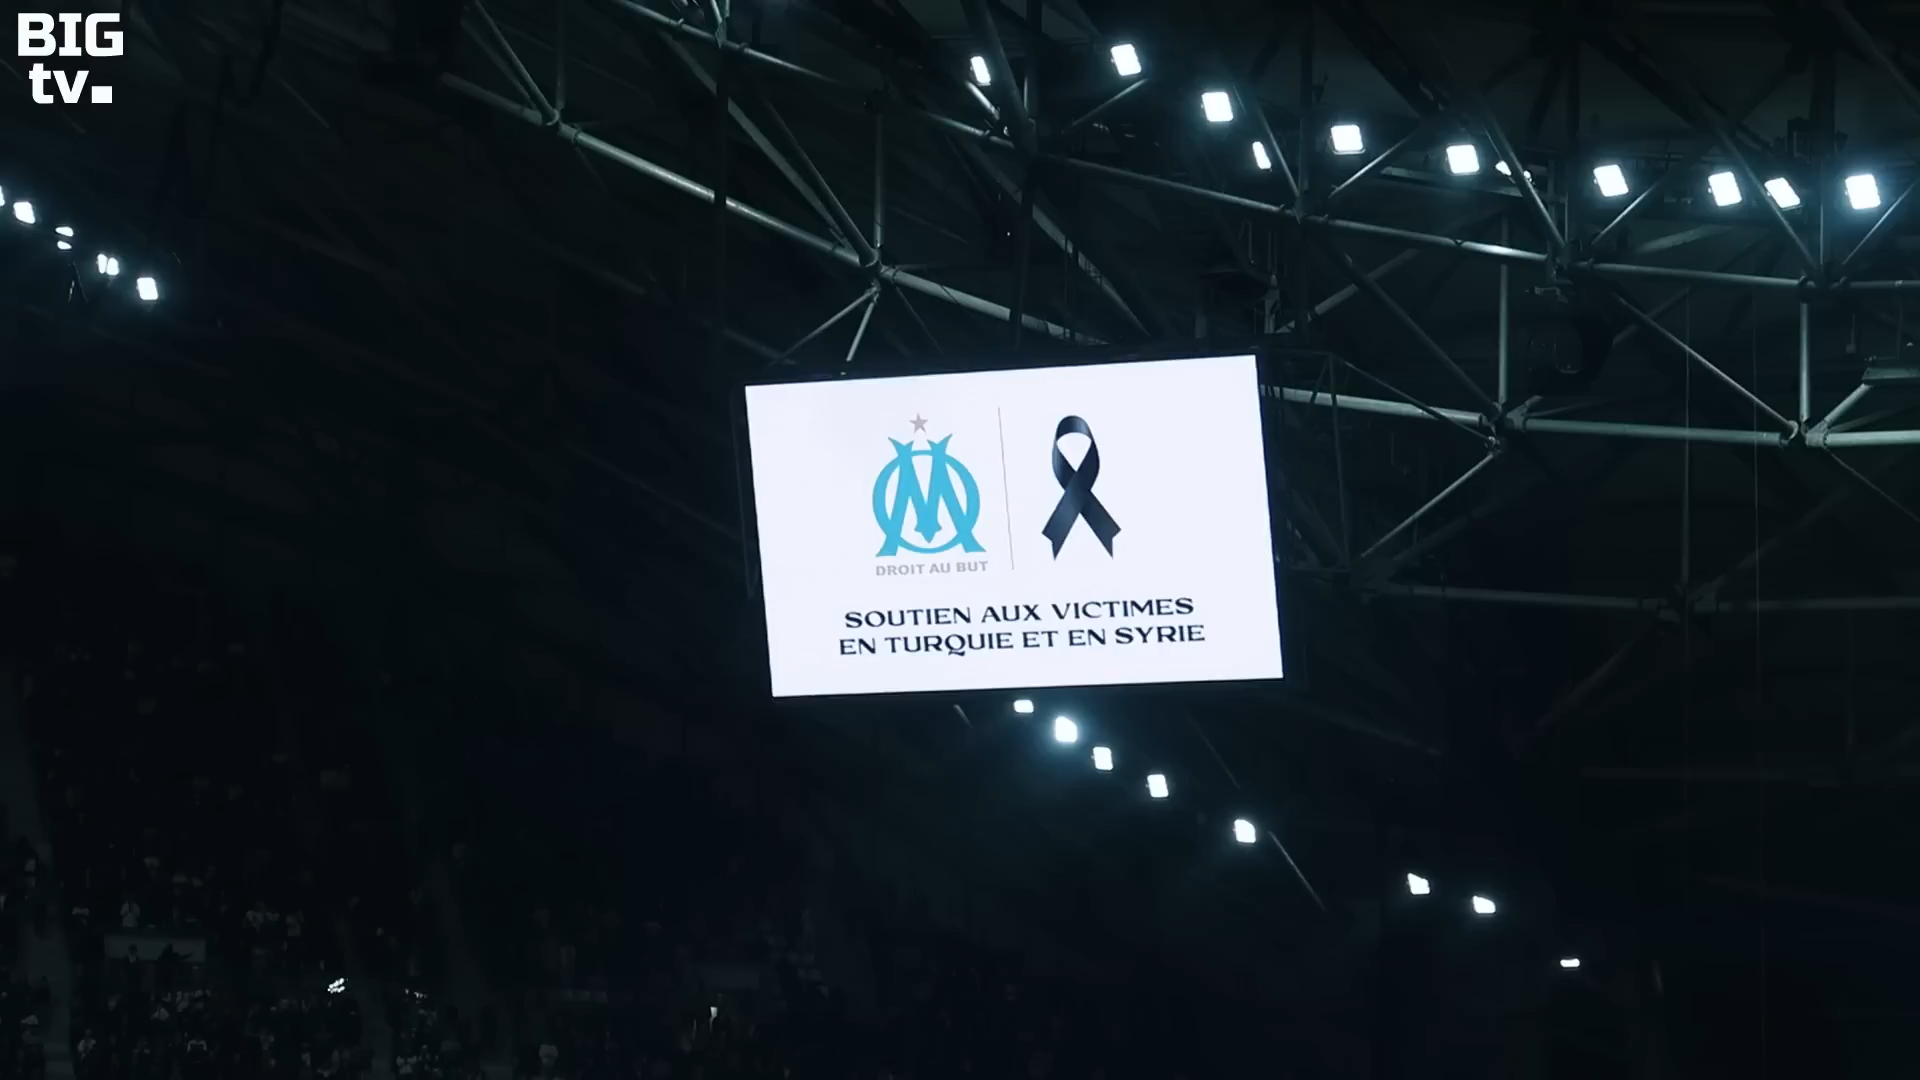 BIG
tv.
DROIT AU BUT
SOUTIEN AUX VICTIMES
EN TURQUIE ET EN SYRIE